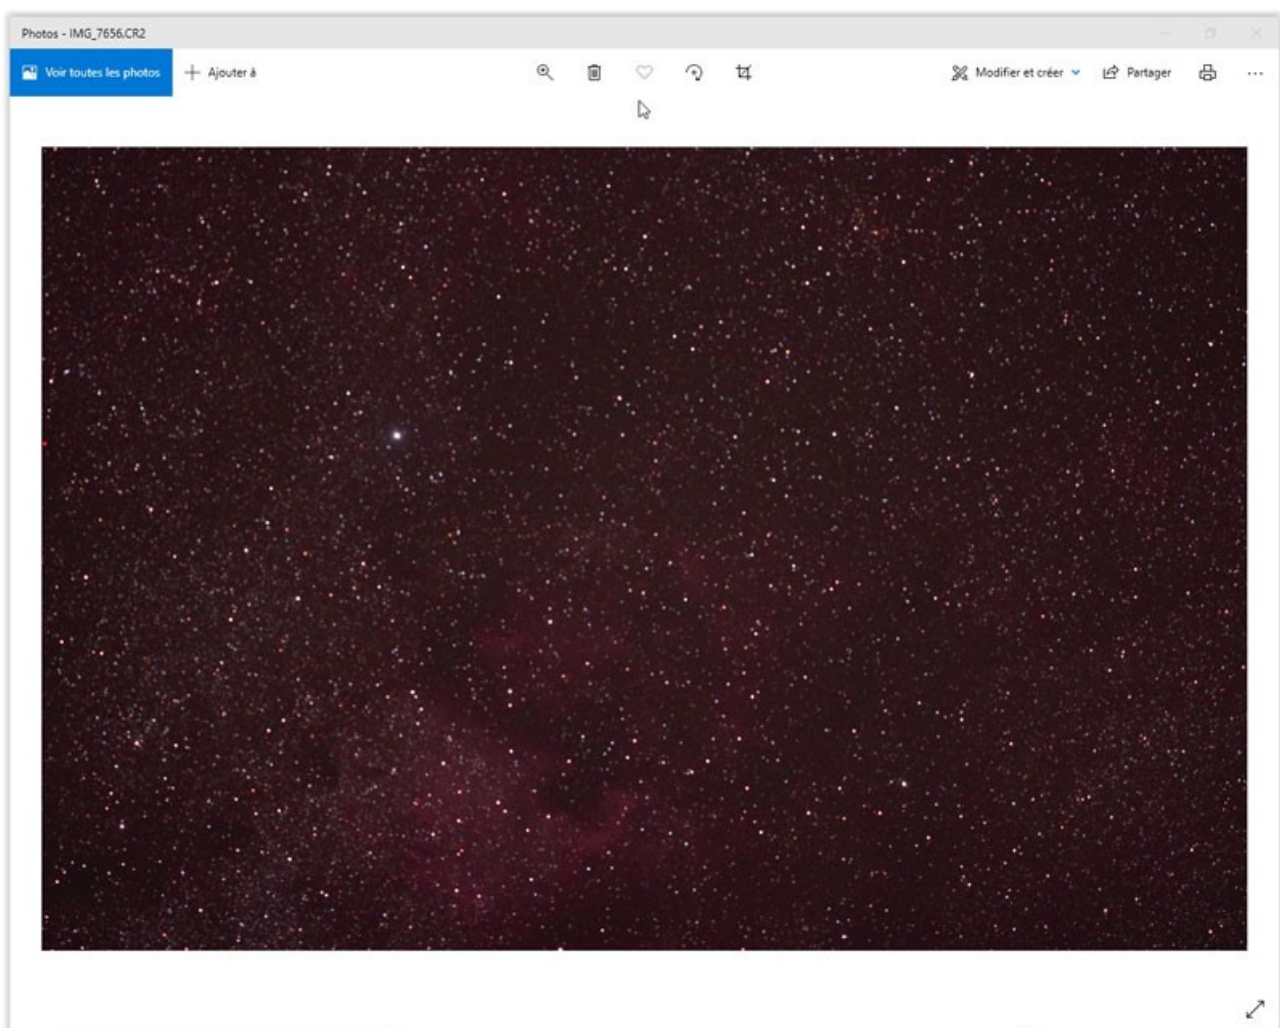 Photos - IMG_7656.CR2
Voir toutes les photos
Ajouter à
Modifier et créer
Partager